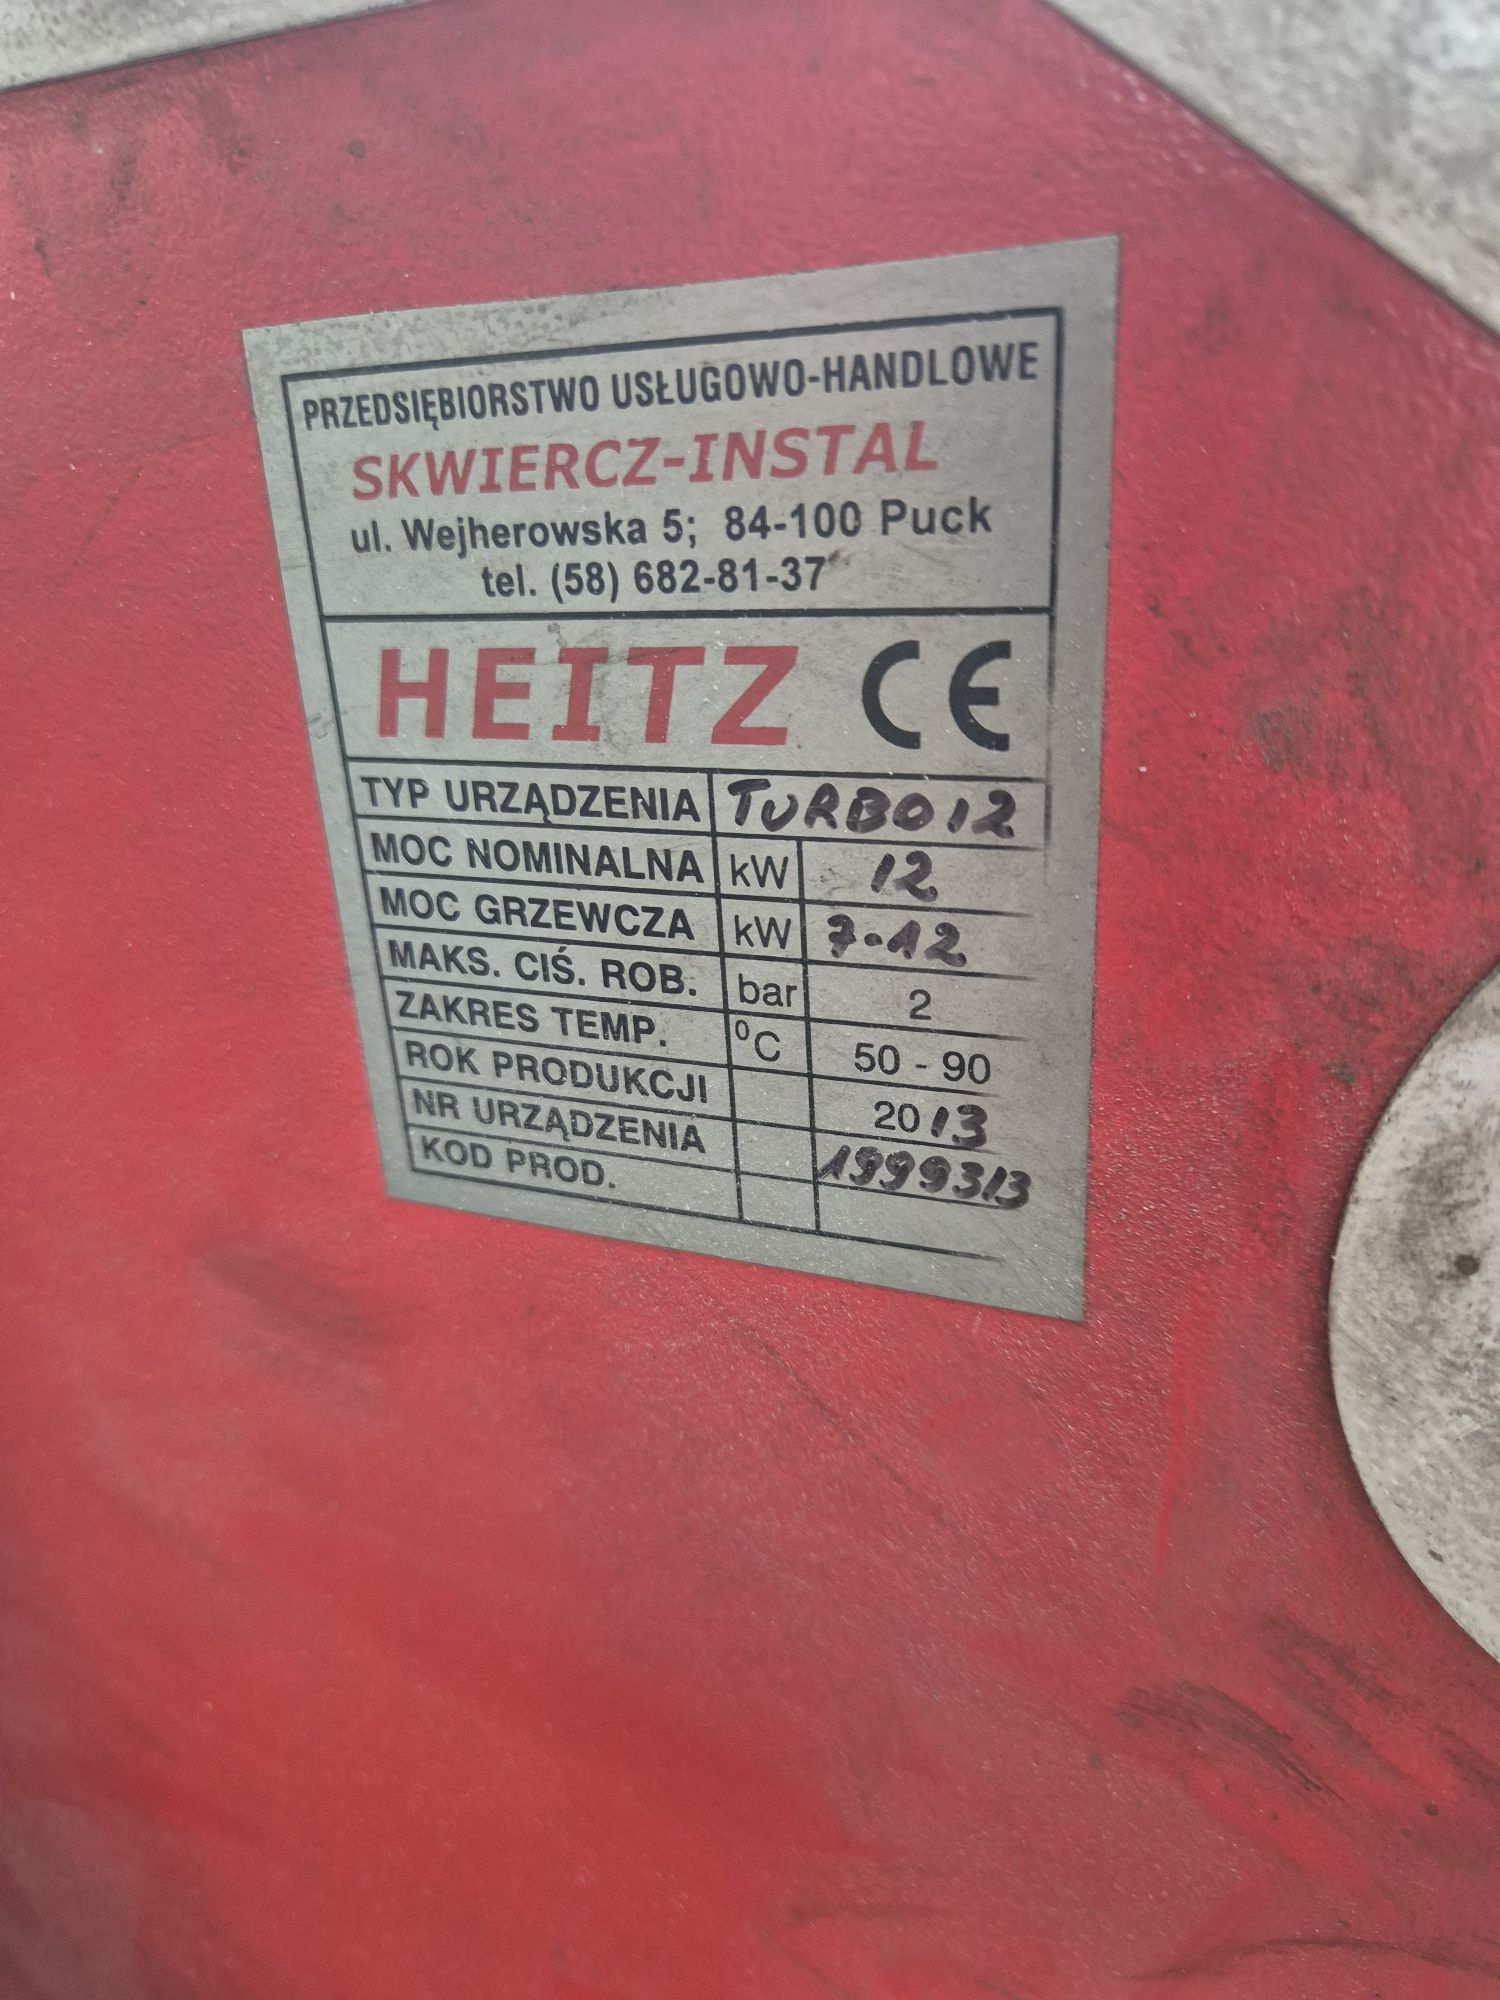 PRZEDSIĘBIORSTWO USŁUGOWO-HANDLOWE
SKWIERCZ-INSTAL
ul. Wejherowska 5; 84-100 Puck
tel. (58) 682-81-37
HEITZ CE
TYP URZĄDZENIA TURBO 12
MOC NOMINALNA kW 12
MOC GRZEWCZA kW 7-12
MAKS. CIŚ. ROB. bar 2
ZAKRES TEMP. °C 50 - 90
ROK PRODUKCJI 2013
NR URZĄDZENIA 1999313
KOD PROD.